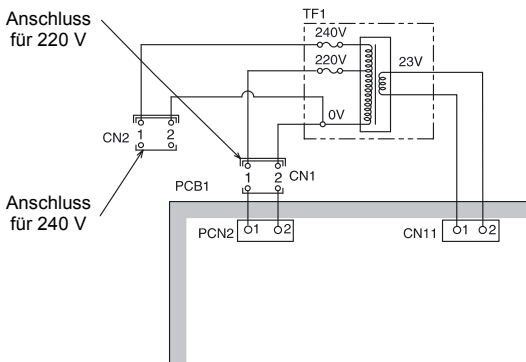 Anschluss
für 220 V
TF1
240V
220V
23V
0V
1 2
CN2
1 2
CN1
PCB1
Anschluss
für 240 V
PCN2
1 2
CN11
1 2